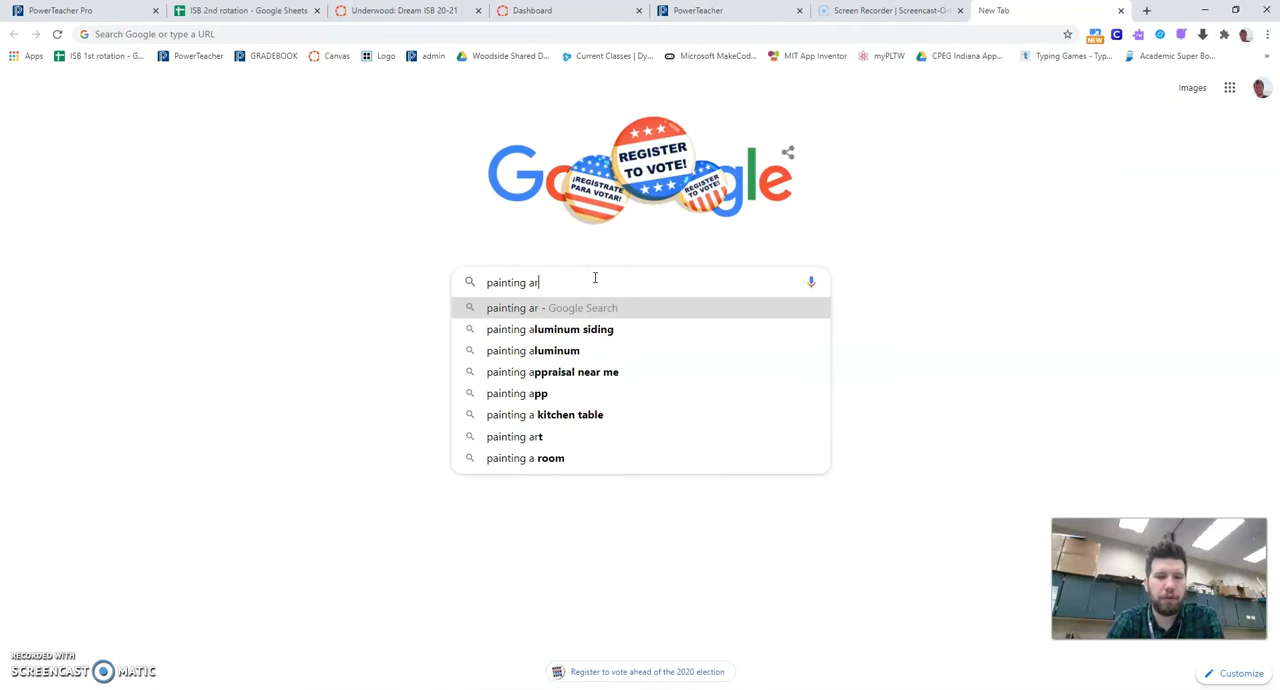 PowerTeacher Pro
ISB 2nd rotation - Google Sheets
Underwood: Dream ISB 20-21
Dashboard
PowerTeacher
Screen Recorder | Screencast-O-
New Tab
Search Google or type a URL
NEW
Apps
ISB 1st rotation - G...
PowerTeacher
GRADEBOOK
Canvas
Logo
admin
Woodside Shared D...
Current Classes | Dy...
Microsoft MakeCod...
MIT App Inventor
myPLTW
CPEG Indiana App...
Typing Games - Typ...
Academic Super Bo...
»
Images
Google
¡REGÍSTRATE PARA VOTAR!
REGISTER TO VOTE!
REGISTER TO VOTE!
painting ar
painting ar - Google Search
painting aluminum siding
painting aluminum
painting appraisal near me
painting app
painting a kitchen table
painting art
painting a room
RECORDED WITH
SCREENCAST MATIC
Register to vote ahead of the 2020 election
Customize